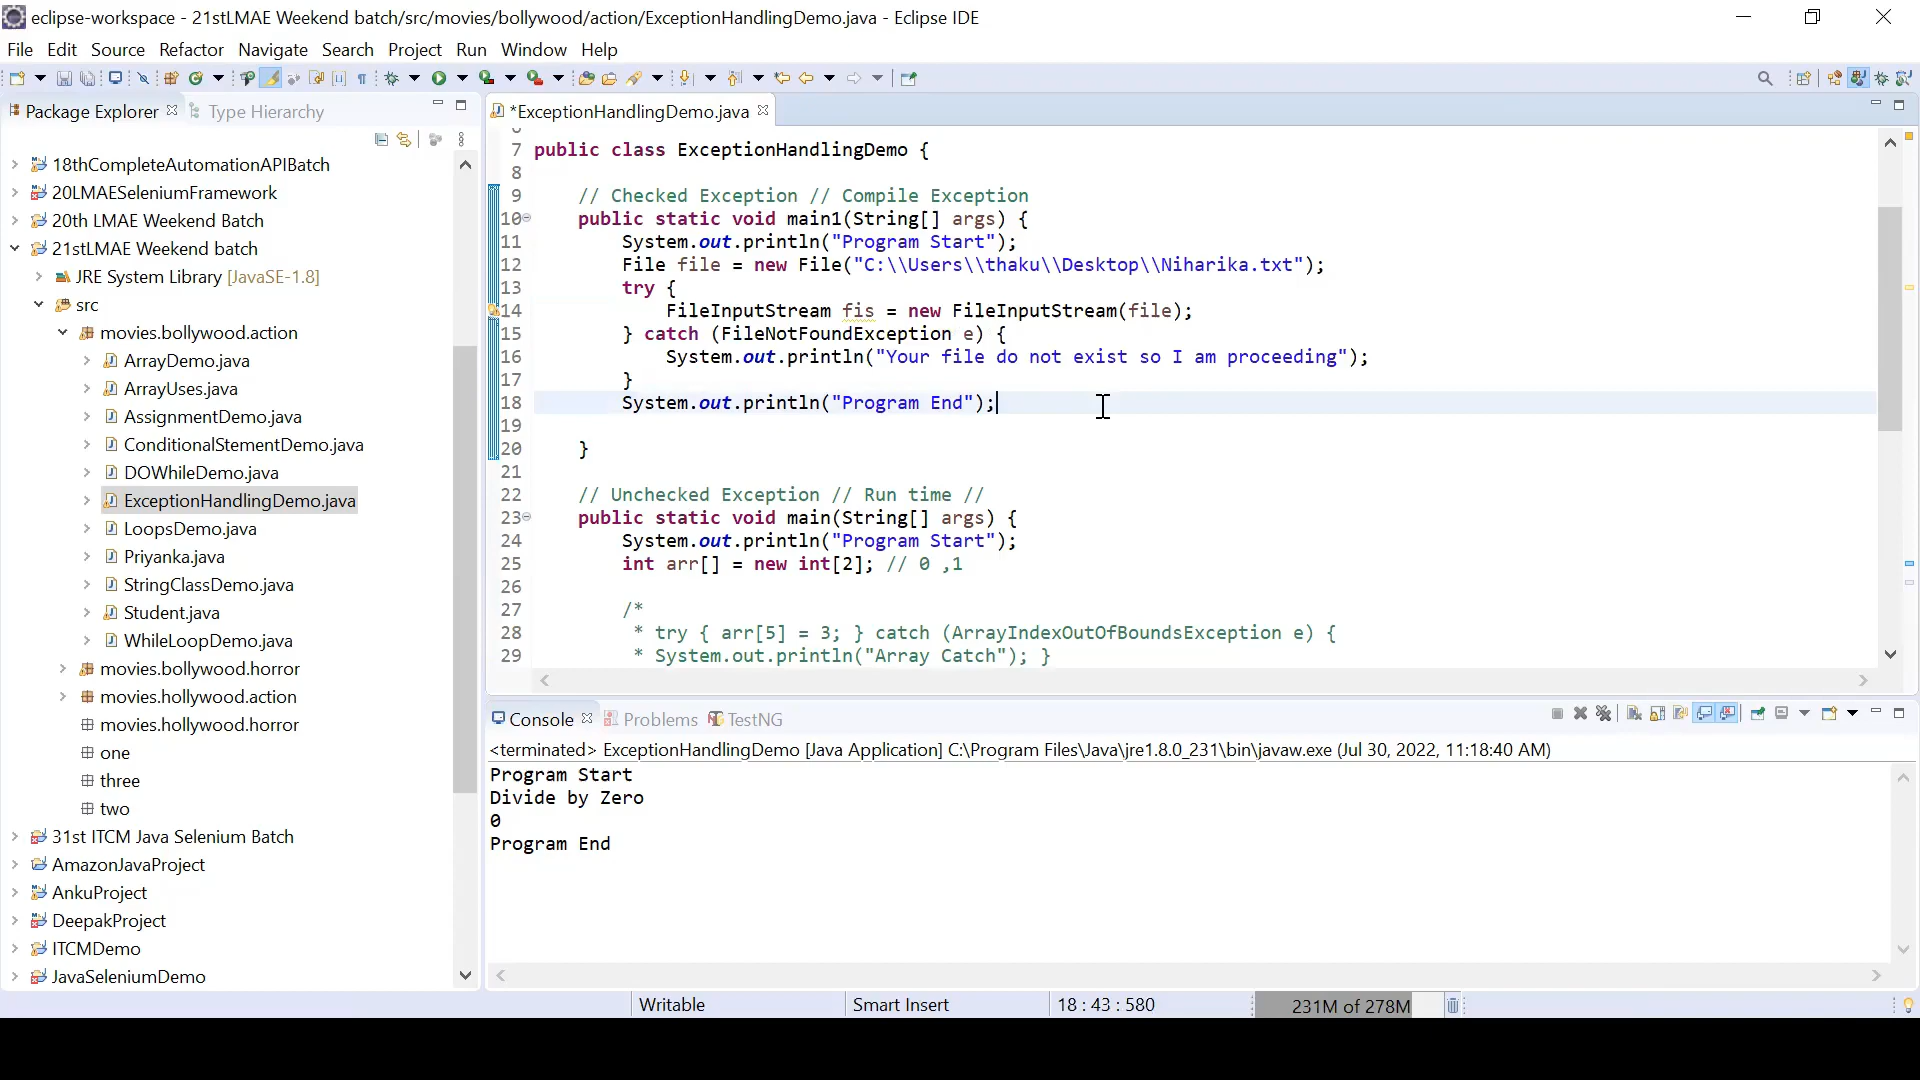 eclipse-workspace - 21stLMAE Weekend batch/src/movies/bollywood/action/ExceptionHandlingDemo.java - Eclipse IDE
File Edit Source Refactor Navigate Search Project Run Window Help
Package Explorer Type Hierarchy
18thCompleteAutomationAPIBatch
20LMAESeleniumFramework
20th LMAE Weekend Batch
21stLMAE Weekend batch
JRE System Library [JavaSE-1.8]
src
movies.bollywood.action
ArrayDemo.java
ArrayUses.java
AssignmentDemo.java
ConditionalStementDemo.java
DOWhileDemo.java
ExceptionHandlingDemo.java
LoopsDemo.java
Priyanka.java
StringClassDemo.java
Student.java
WhileLoopDemo.java
movies.bollywood.horror
movies.hollywood.action
movies.hollywood.horror
one
three
two
31st ITCM Java Selenium Batch
AmazonJavaProject
AnkuProject
DeepakProject
ITCMDemo
JavaSeleniumDemo
*ExceptionHandlingDemo.java
7 public class ExceptionHandlingDemo {
8
9 // Checked Exception // Compile Exception
10 public static void main1(String[] args) {
11 System.out.println("Program Start");
12 File file = new File("C:\\Users\\thaku\\Desktop\\Niharika.txt");
13 try {
14 FileInputStream fis = new FileInputStream(file);
15 } catch (FileNotFoundException e) {
16 System.out.println("Your file do not exist so I am proceeding");
17 }
18 System.out.println("Program End");
19
20 }
21
22 // Unchecked Exception // Run time //
23 public static void main(String[] args) {
24 System.out.println("Program Start");
25 int arr[] = new int[2]; // 0 ,1
26
27 /*
28 * try { arr[5] = 3; } catch (ArrayIndexOutOfBoundsException e) {
29 * System.out.println("Array Catch"); }
Console Problems TestNG
<terminated> ExceptionHandlingDemo [Java Application] C:\Program Files\Java\jre1.8.0_231\bin\javaw.exe (Jul 30, 2022, 11:18:40 AM)
Program Start
Divide by Zero
0
Program End
Writable Smart Insert 18 : 43 : 580 231M of 278M